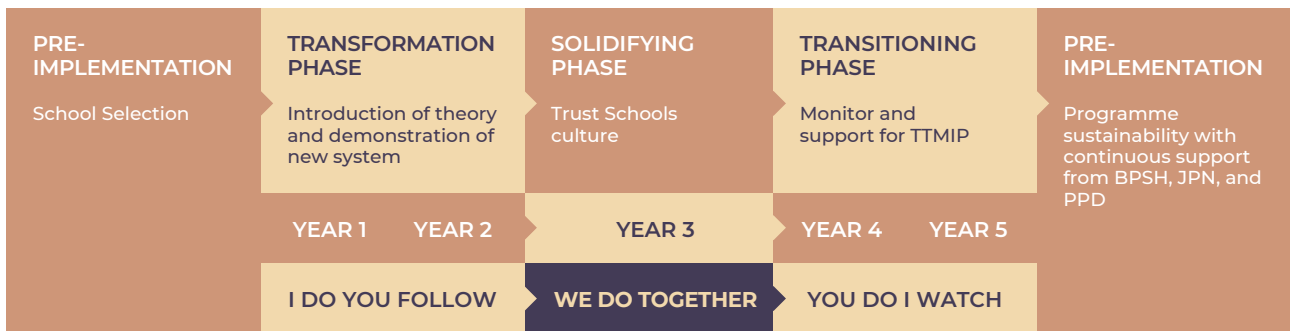 PRE-
IMPLEMENTATION
School Selection
TRANSFORMATION
PHASE
Introduction of theory
and demonstration of
new system
SOLIDIFYING
PHASE
Trust Schools
culture
TRANSITIONING
PHASE
Monitor and
support for TTMIP
PRE-
IMPLEMENTATION
Programme
sustainability with
continuous support
from BPSH, JPN, and
PPD
YEAR 1 YEAR 2
YEAR 3
YEAR 4 YEAR 5
I DO YOU FOLLOW
WE DO TOGETHER
YOU DO I WATCH